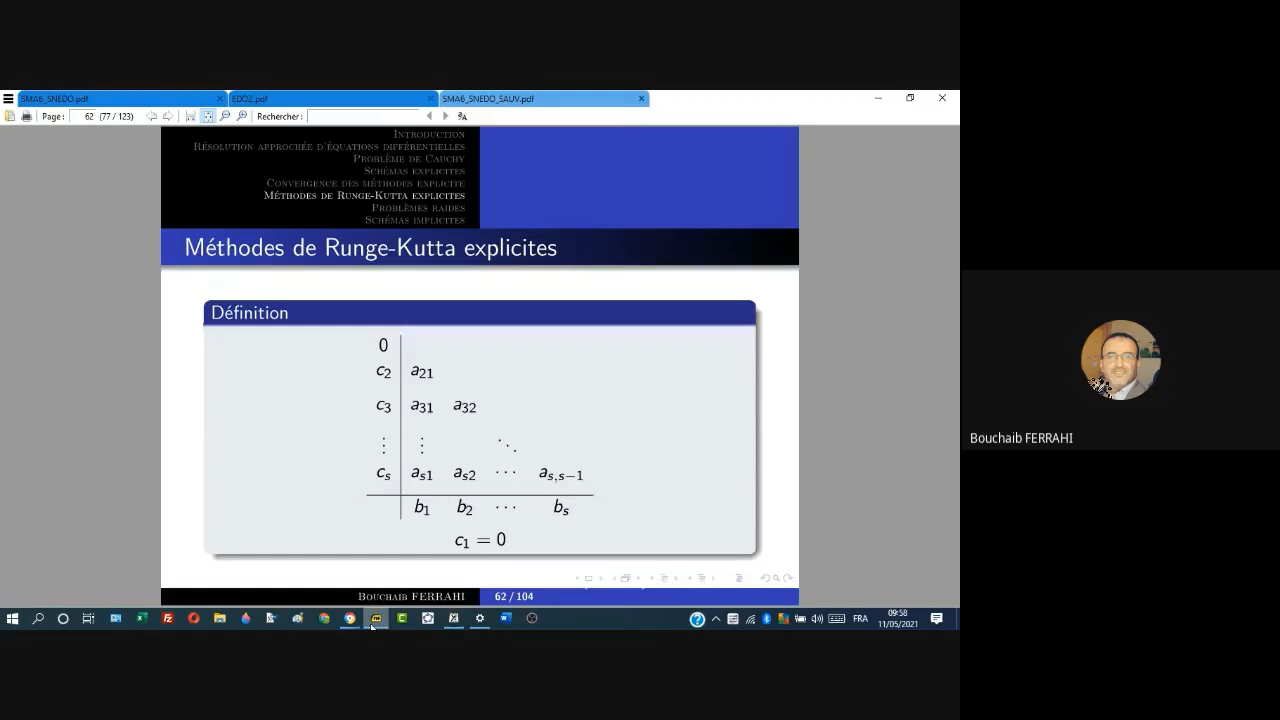 SMA6_SNEDO.pdf
EDO2.pdf
SMA6_SNEDO_SAUV.pdf
Page: 62 (77 / 123) Rechercher:
INTRODUCTION
RÉSOLUTION APPROCHÉE D'ÉQUATIONS DIFFÉRENTIELLES
PROBLÈME DE CAUCHY
SCHÉMAS EXPLICITES
CONVERGENCE DES MÉTHODES EXPLICITE
MÉTHODES DE RUNGE-KUTTA EXPLICITES
PROBLÈMES RAIDES
SCHÉMAS IMPLICITES
Méthodes de Runge-Kutta explicites
Définition
0
c₂ a₂₁
c₃ a₃₁ a₃₂
⋮ ⋮ ⋱
cₛ aₛ₁ aₛ₂ ⋯ aₛ,ₛ₋₁
b₁ b₂ ⋯ bₛ
c₁ = 0
BOUCHAIB FERRAHI 62 / 104
FRA
09:58
11/05/2021
Bouchaib FERRAHI